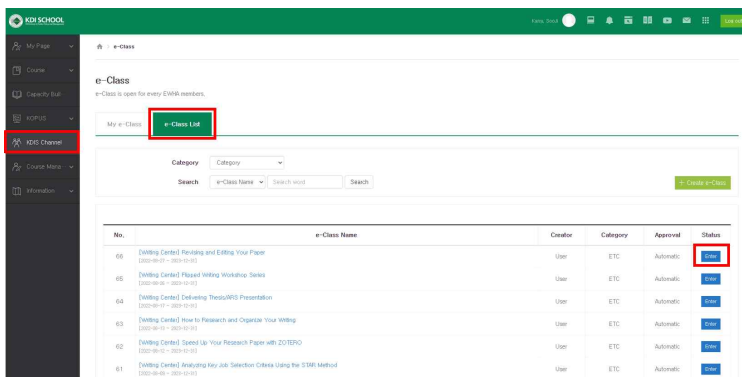 KDI SCHOOL
Log out
My Page
e-Class
Course
e-Class
e-Class is open for every EWHA members.
Capacity Buil
KOPUS
My e-Class
e-Class List
KDIS Channel
Course Mana
Category Category
Information
Search e-Class Name Search word Search
+ Create e-Class
No. e-Class Name Creator Category Approval Status
66 [Writing Center] Revising and Editing Your Paper User ETC Automatic Enter
65 [Writing Center] Flipped Writing Workshop Series User ETC Automatic Enter
64 [Writing Center] Delivering Thesis/ARS Presentation User ETC Automatic Enter
63 [Writing Center] How to Research and Organize Your Writing User ETC Automatic Enter
62 [Writing Center] Speed Up Your Research Paper with ZOTERO User ETC Automatic Enter
61 [Writing Center] Analyzing Key Job Selection Criteria Using the STAR Method User ETC Automatic Enter